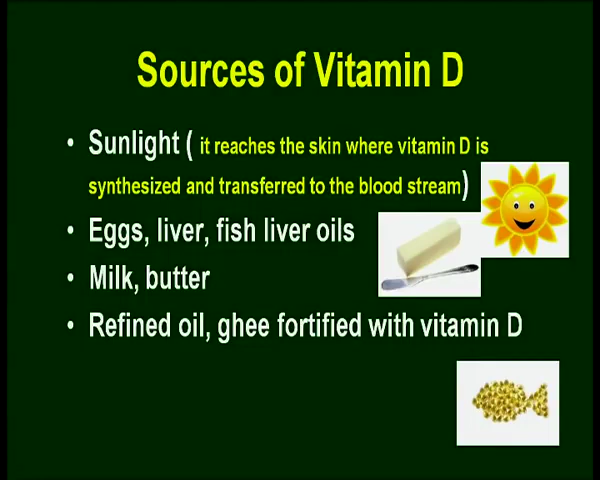 Sources of Vitamin D
• Sunlight ( it reaches the skin where vitamin D is
synthesized and transferred to the blood stream)
• Eggs, liver, fish liver oils
• Milk, butter
• Refined oil, ghee fortified with vitamin D